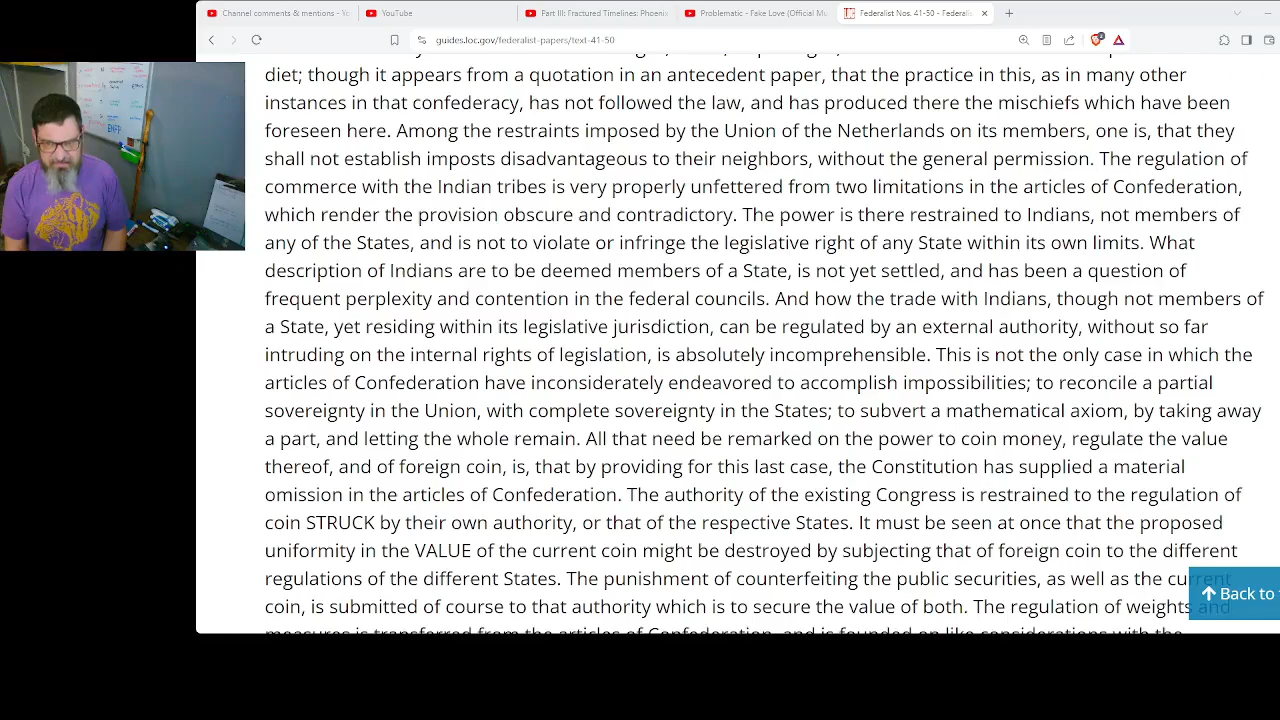 Channel comments & mentions - Yo
YouTube
Part III: Fractured Timelines: Phoenix
Problematic - Fake Love (Official Mu
Federalist Nos. 41-50 - Federalis
guides.loc.gov/federalist-papers/text-41-50
diet; though it appears from a quotation in an antecedent paper, that the practice in this, as in many other
instances in that confederacy, has not followed the law, and has produced there the mischiefs which have been
foreseen here. Among the restraints imposed by the Union of the Netherlands on its members, one is, that they
shall not establish imposts disadvantageous to their neighbors, without the general permission. The regulation of
commerce with the Indian tribes is very properly unfettered from two limitations in the articles of Confederation,
which render the provision obscure and contradictory. The power is there restrained to Indians, not members of
any of the States, and is not to violate or infringe the legislative right of any State within its own limits. What
description of Indians are to be deemed members of a State, is not yet settled, and has been a question of
frequent perplexity and contention in the federal councils. And how the trade with Indians, though not members of
a State, yet residing within its legislative jurisdiction, can be regulated by an external authority, without so far
intruding on the internal rights of legislation, is absolutely incomprehensible. This is not the only case in which the
articles of Confederation have inconsiderately endeavored to accomplish impossibilities; to reconcile a partial
sovereignty in the Union, with complete sovereignty in the States; to subvert a mathematical axiom, by taking away
a part, and letting the whole remain. All that need be remarked on the power to coin money, regulate the value
thereof, and of foreign coin, is, that by providing for this last case, the Constitution has supplied a material
omission in the articles of Confederation. The authority of the existing Congress is restrained to the regulation of
coin STRUCK by their own authority, or that of the respective States. It must be seen at once that the proposed
uniformity in the VALUE of the current coin might be destroyed by subjecting that of foreign coin to the different
regulations of the different States. The punishment of counterfeiting the public securities, as well as the current
coin, is submitted of course to that authority which is to secure the value of both. The regulation of weights and
measures is transferred from the articles of Confederation, and is founded on like considerations with the
Back to